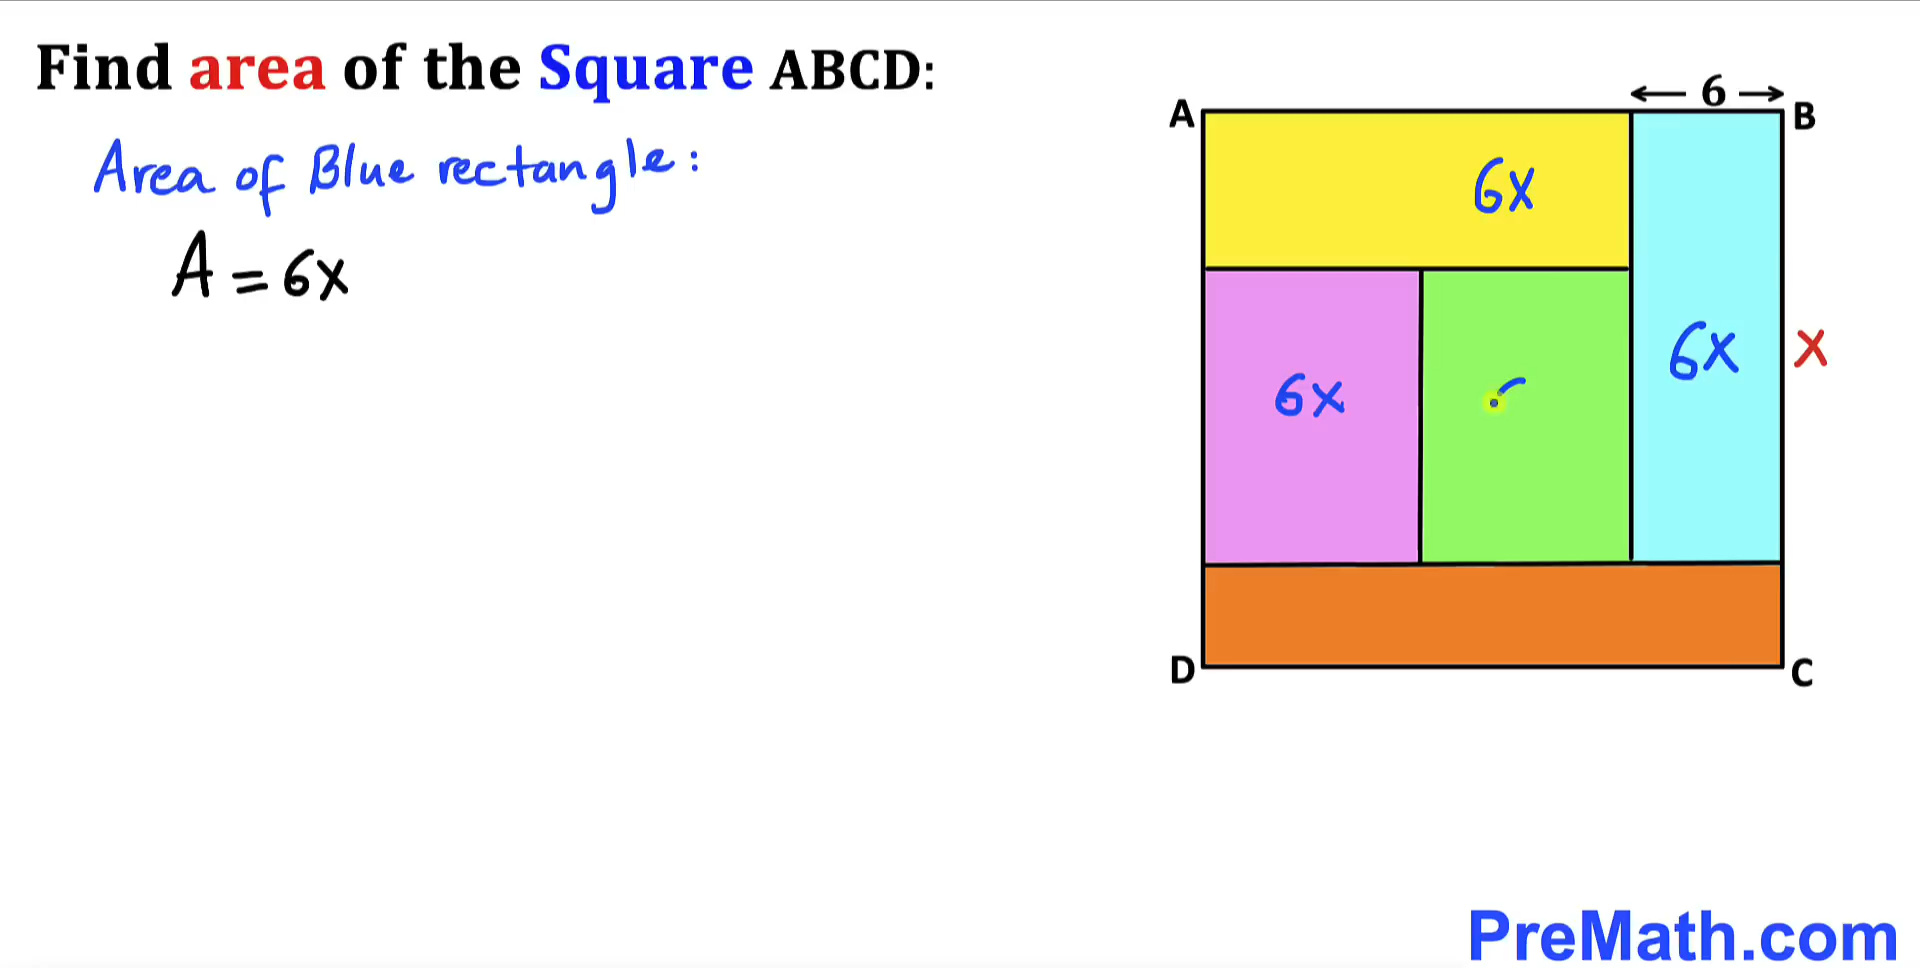 Find area of the Square ABCD:
Area of Blue rectangle:
A = 6x
← 6 →
A
B
6x
6x
x
6x
D
C
PreMath.com